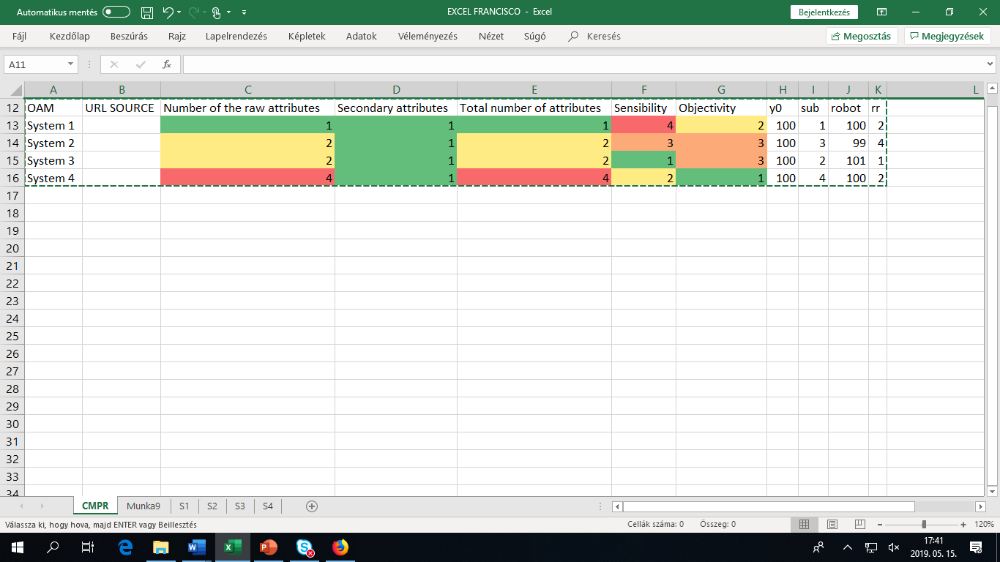 Automatikus mentés EXCEL FRANCISCO - Excel Bejelentkezés
Fájl Kezdőlap Beszúrás Rajz Lapelrendezés Képletek Adatok Véleményezés Nézet Súgó Keresés Megosztás Megjegyzések
A11 fx
A B C D E F G H I J K L
12 OAM URL SOURCE Number of the raw attributes Secondary attributes Total number of attributes Sensibility Objectivity y0 sub robot rr
13 System 1 1 1 1 4 2 100 1 100 2
14 System 2 2 1 2 3 3 100 3 99 4
15 System 3 2 1 2 1 3 100 2 101 1
16 System 4 4 1 4 2 1 100 4 100 2
17
18
19
20
21
22
23
24
25
26
27
28
29
30
31
32
33
34
CMPR Munka9 S1 S2 S3 S4
Válassza ki, hogy hova, majd ENTER vagy Beillesztés Cellák száma: 0 Összeg: 0 120%
17:41
2019. 05. 15.